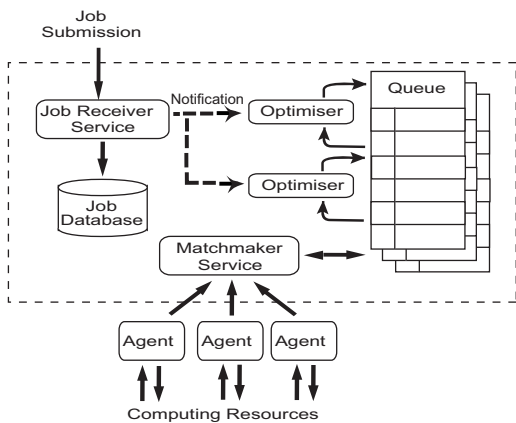 Job
Submission
Job Receiver
Service
Notification
Optimiser
Queue
Optimiser
Job
Database
Matchmaker
Service
Agent
Agent
Agent
Computing Resources